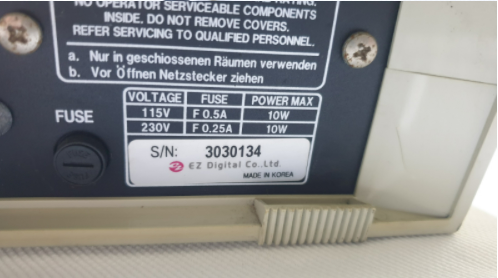 NO OPERATOR SERVICEABLE COMPONENTS
INSIDE. DO NOT REMOVE COVERS.
REFER SERVICING TO QUALIFIED PERSONNEL.
a. Nur in geschlossenen Räumen verwenden
b. Vor Öffnen Netzstecker ziehen
FUSE
VOLTAGE FUSE POWER MAX
115V F 0.5A 10W
230V F 0.25A 10W
S/N: 3030134
EZ Digital Co.,Ltd.
MADE IN KOREA